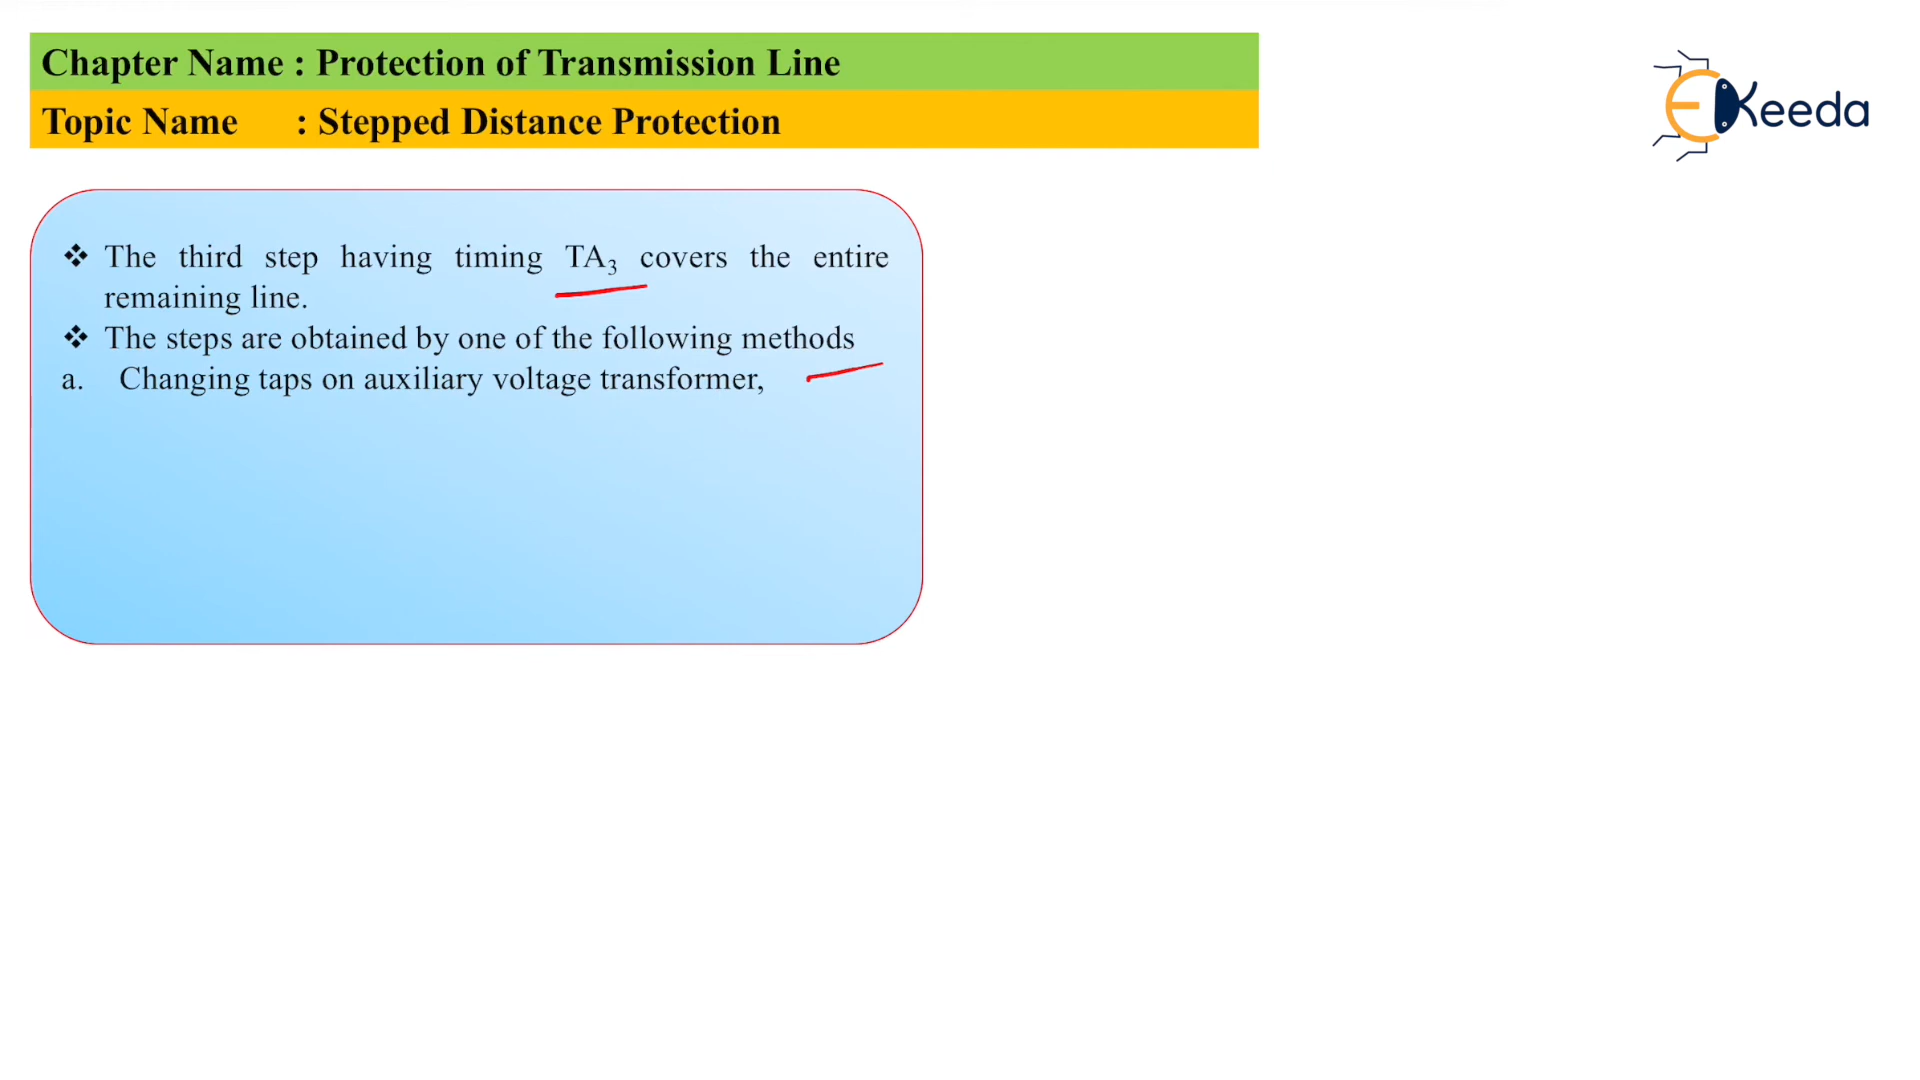 Chapter Name : Protection of Transmission Line
Topic Name : Stepped Distance Protection
EKeeda
❖ The third step having timing TA₃ covers the entire
remaining line.
❖ The steps are obtained by one of the following methods
a. Changing taps on auxiliary voltage transformer,